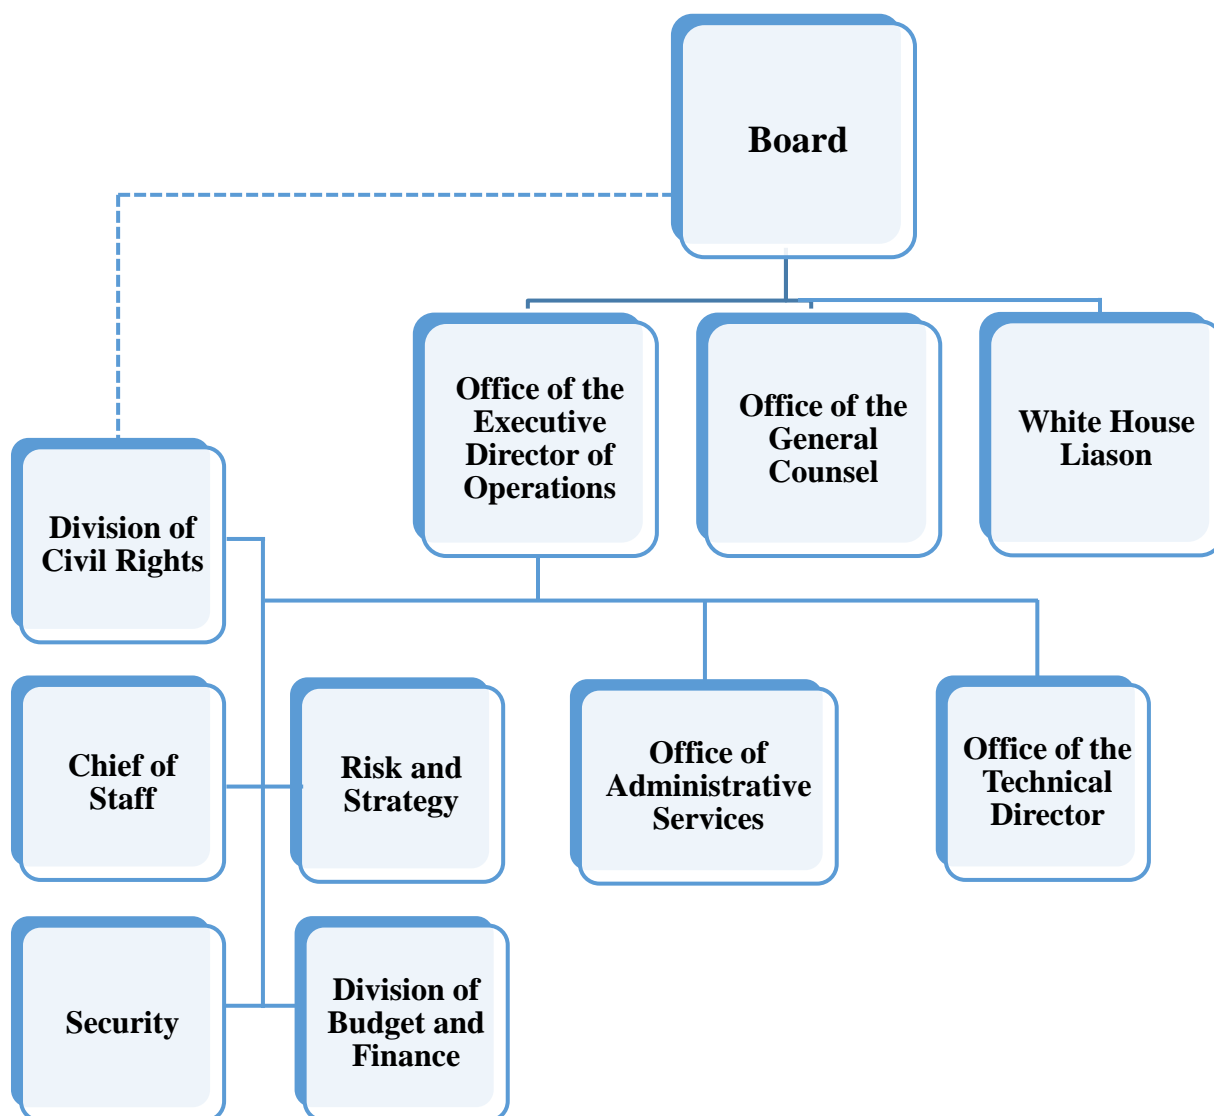 Board
Office of the
Executive
Director of
Operations
Office of the
General
Counsel
White House
Liason
Division of
Civil Rights
Chief of
Staff
Risk and
Strategy
Office of
Administrative
Services
Office of the
Technical
Director
Security
Division of
Budget and
Finance